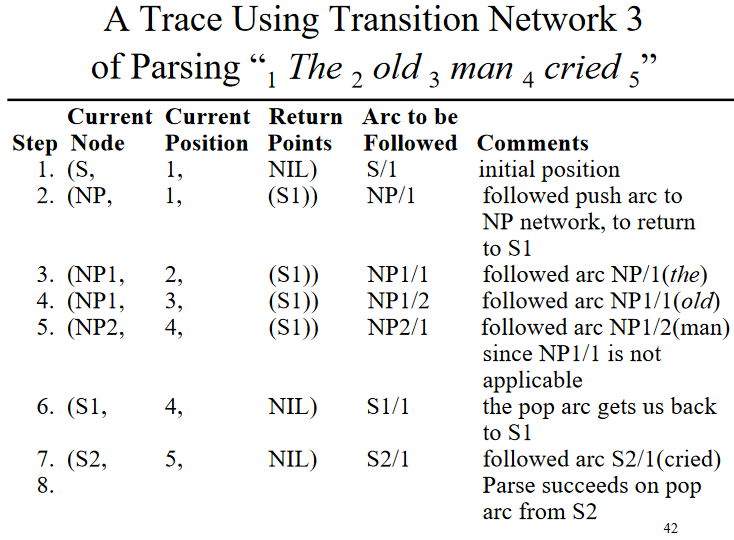 A Trace Using Transition Network 3
of Parsing “1 The 2 old 3 man 4 cried 5”
Current Current Return Arc to be
Step Node Position Points Followed Comments
1. (S, 1, NIL) S/1 initial position
2. (NP, 1, (S1)) NP/1 followed push arc to
NP network, to return
to S1
3. (NP1, 2, (S1)) NP1/1 followed arc NP/1(the)
4. (NP1, 3, (S1)) NP1/2 followed arc NP1/1(old)
5. (NP2, 4, (S1)) NP2/1 followed arc NP1/2(man)
since NP1/1 is not
applicable
6. (S1, 4, NIL) S1/1 the pop arc gets us back
to S1
7. (S2, 5, NIL) S2/1 followed arc S2/1(cried)
8. Parse succeeds on pop
arc from S2
42